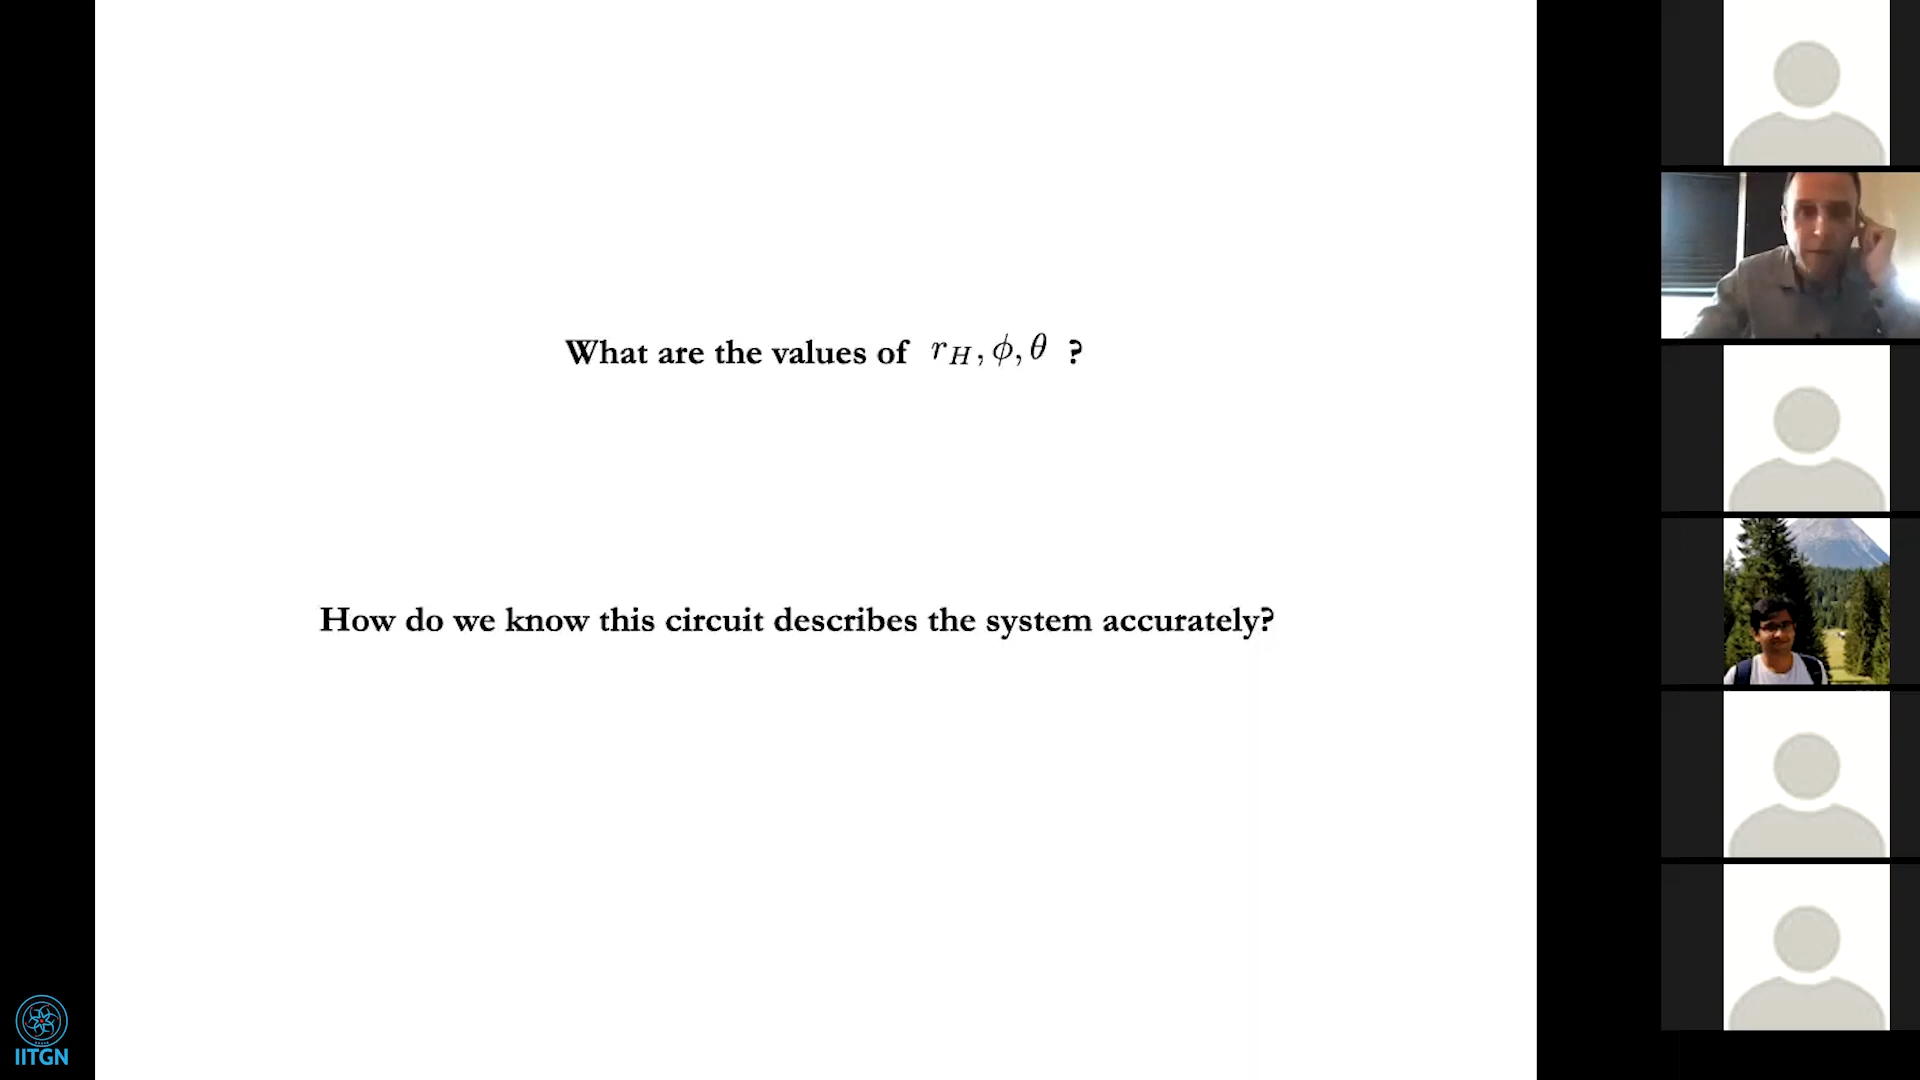 What are the values of r_H, ϕ, θ ?
How do we know this circuit describes the system accurately?
IITGN